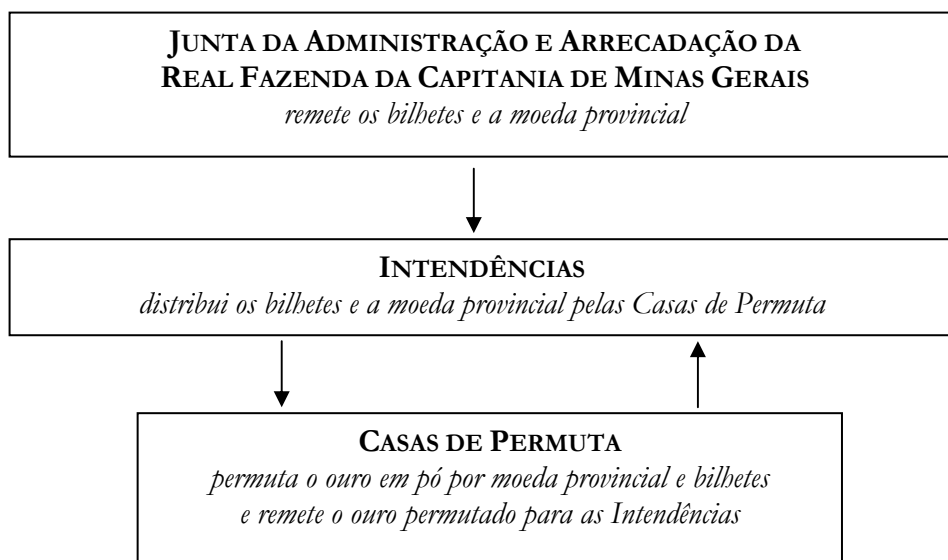 JUNTA DA ADMINISTRAÇÃO E ARRECADAÇÃO DA
REAL FAZENDA DA CAPITANIA DE MINAS GERAIS
remete os bilhetes e a moeda provincial
INTENDÊNCIAS
distribui os bilhetes e a moeda provincial pelas Casas de Permuta
CASAS DE PERMUTA
permuta o ouro em pó por moeda provincial e bilhetes
e remete o ouro permutado para as Intendências